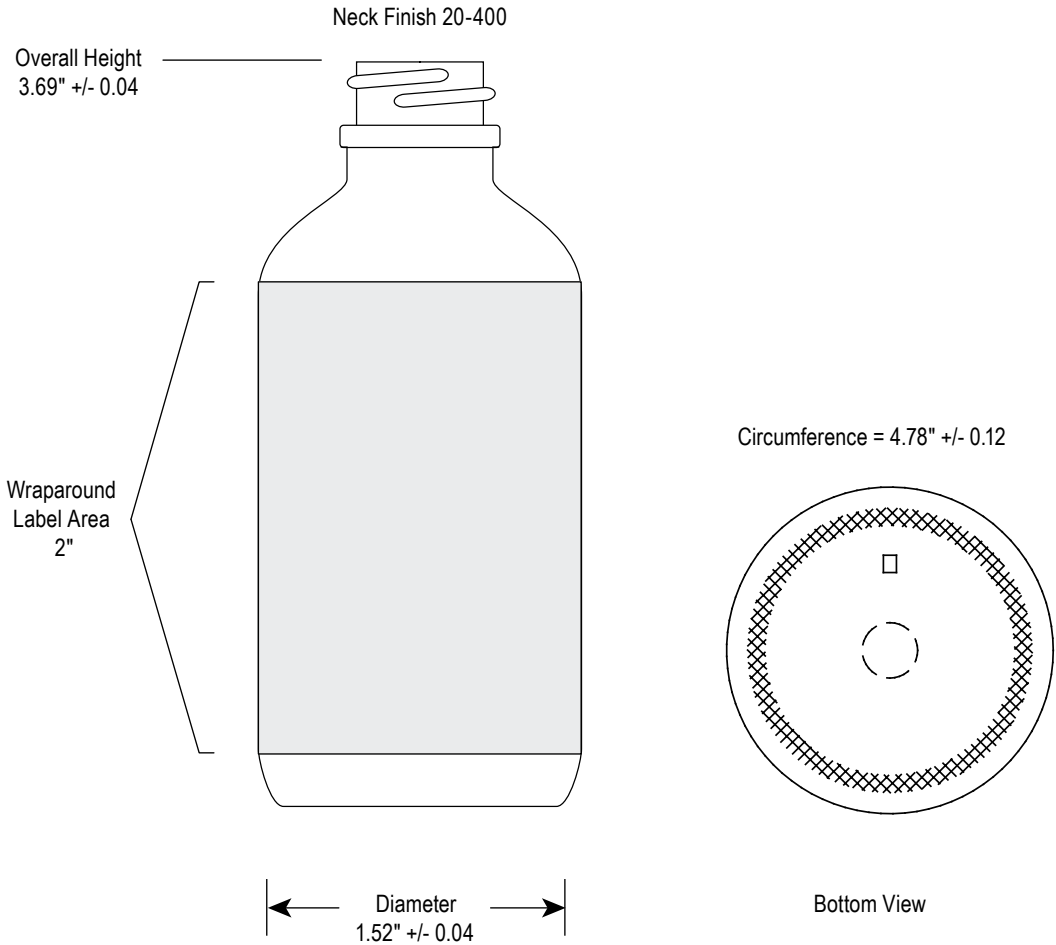 Neck Finish 20-400
Overall Height
3.69" +/- 0.04
Circumference = 4.78" +/- 0.12
Wraparound
Label Area
2"
Diameter
1.52" +/- 0.04
Bottom View